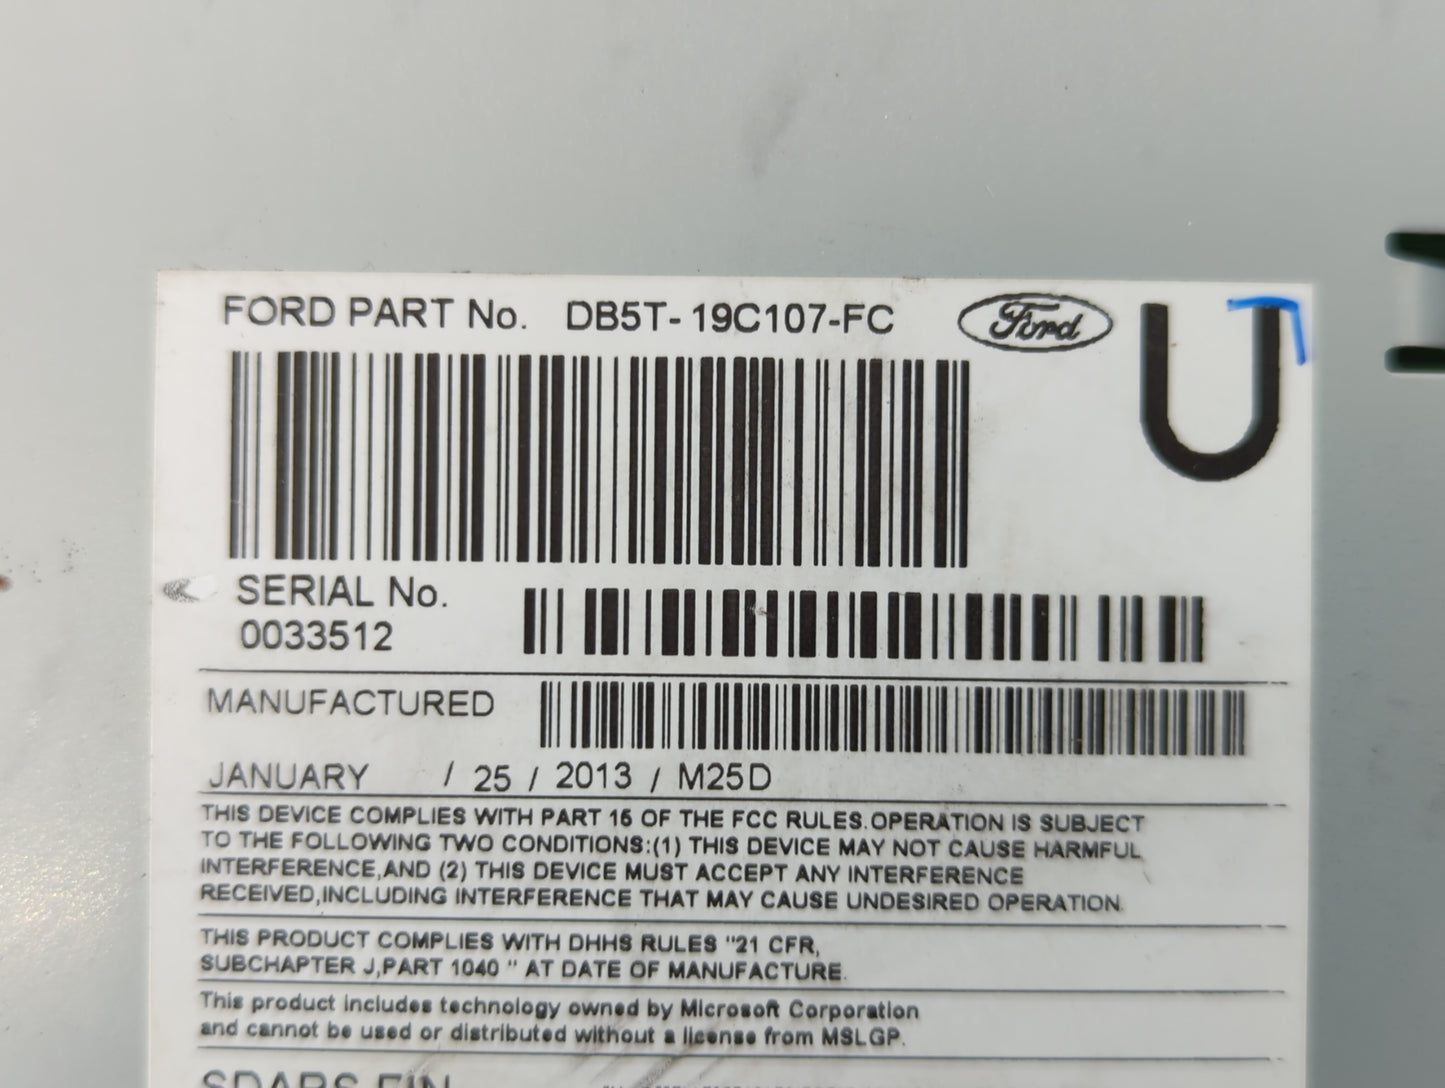 FORD PART No. DB5T-19C107-FC Ford U
SERIAL No.
0033512
MANUFACTURED
JANUARY / 25 / 2013 / M25D
THIS DEVICE COMPLIES WITH PART 15 OF THE FCC RULES.OPERATION IS SUBJECT
TO THE FOLLOWING TWO CONDITIONS:(1) THIS DEVICE MAY NOT CAUSE HARMFUL
INTERFERENCE,AND (2) THIS DEVICE MUST ACCEPT ANY INTERFERENCE
RECEIVED,INCLUDING INTERFERENCE THAT MAY CAUSE UNDESIRED OPERATION.
THIS PRODUCT COMPLIES WITH DHHS RULES "21 CFR,
SUBCHAPTER J,PART 1040 " AT DATE OF MANUFACTURE.
This product includes technology owned by Microsoft Corporation
and cannot be used or distributed without a license from MSLGP.
SDARS EIN